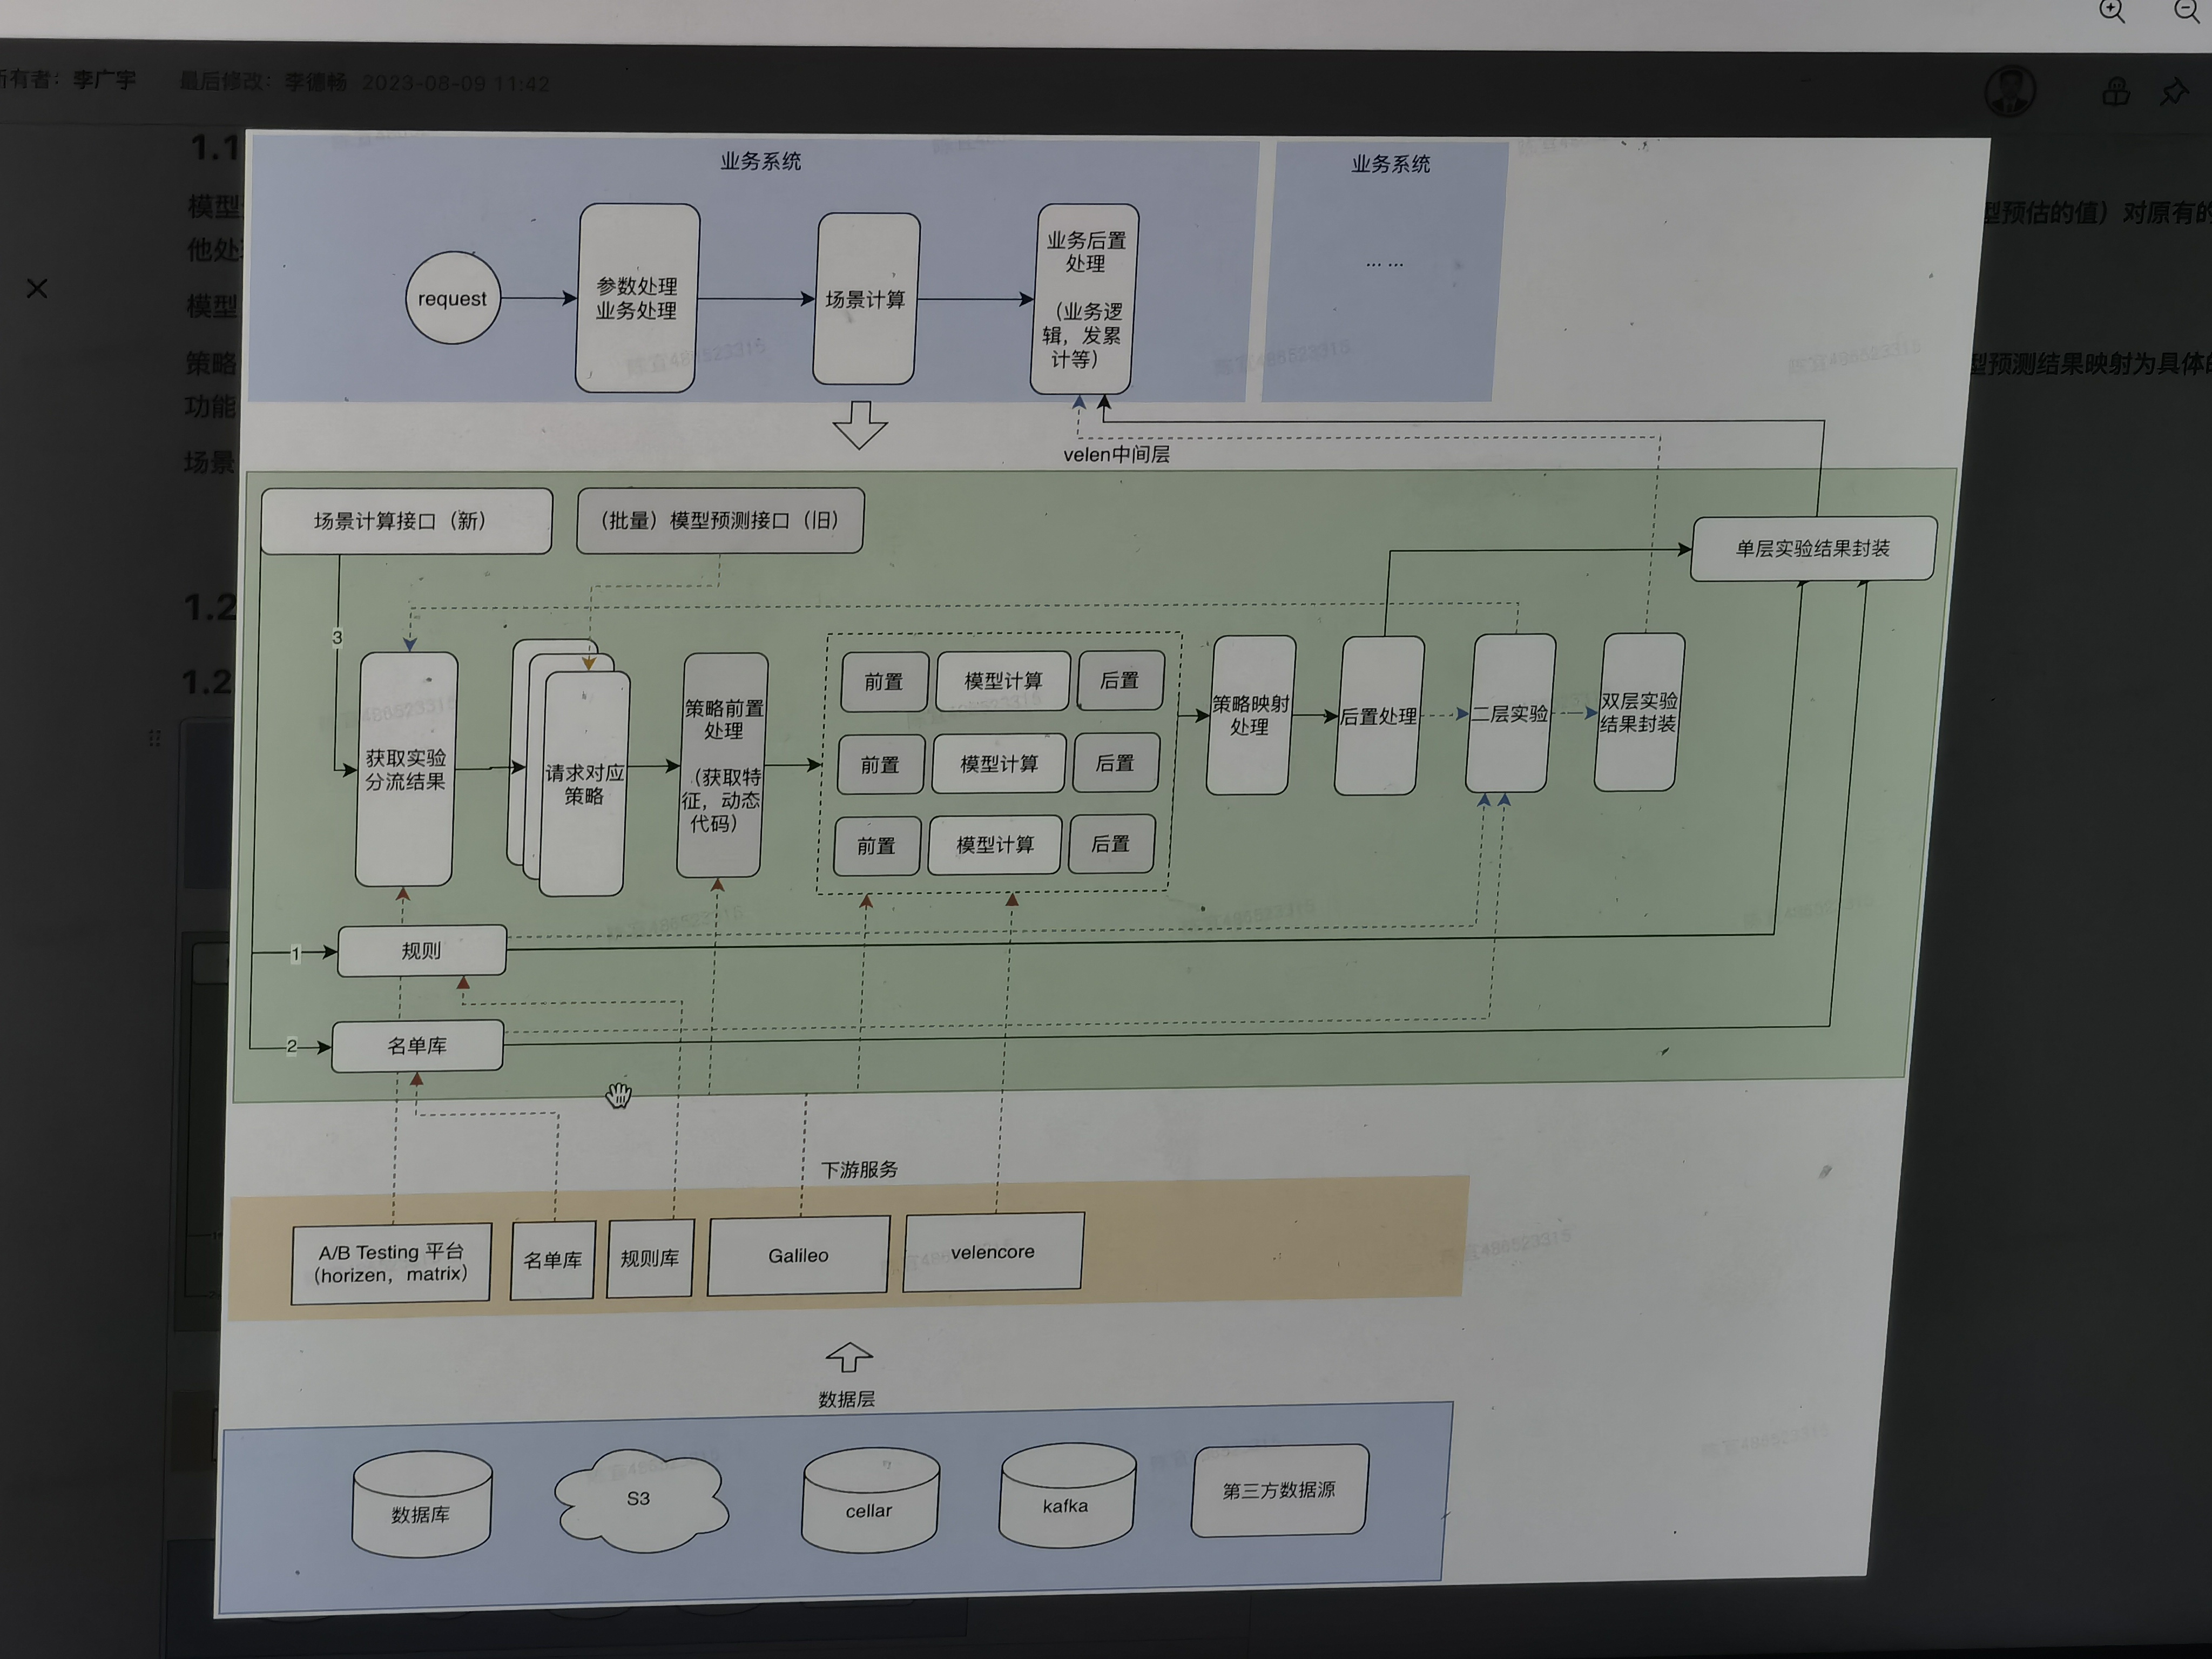 所有者：李广宇 最后修改：李德畅 2023-08-09 11:42
1.1
模型
他处
模型
策略
功能
场景
1.2
1.2
型预估的值）对原有的
型预测结果映射为具体的
业务系统
业务系统
request
参数处理
业务处理
场景计算
业务后置
处理
（业务逻
辑，发累
计等）
... ...
velen中间层
场景计算接口（新）
（批量）模型预测接口（旧）
单层实验结果封装
3
获取实验
分流结果
请求对应
策略
策略前置
处理
（获取特
征，动态
代码）
前置 模型计算 后置
前置 模型计算 后置
前置 模型计算 后置
策略映射
处理
后置处理
二层实验
双层实验
结果封装
1
规则
2
名单库
下游服务
A/B Testing 平台
（horizen，matrix）
名单库
规则库
Galileo
velencore
数据层
数据库
S3
cellar
kafka
第三方数据源